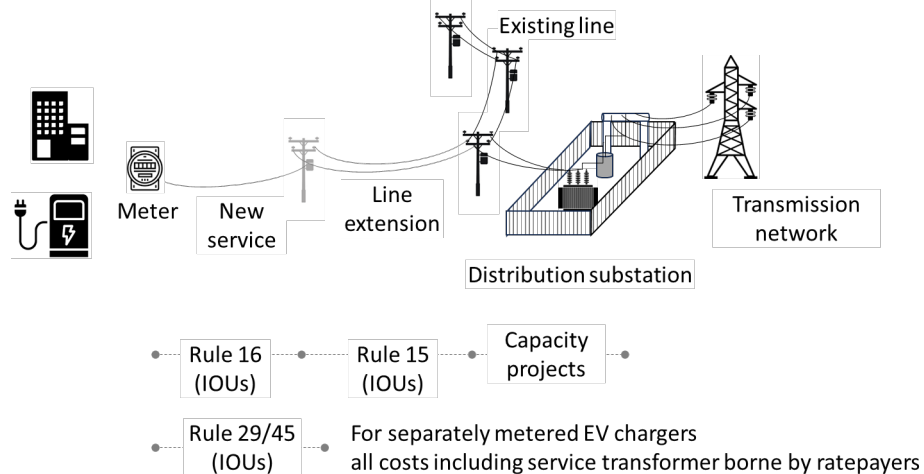 Existing line
Meter
New
service
Line
extension
Transmission
network
Distribution substation
Rule 16
(IOUs)
Rule 15
(IOUs)
Capacity
projects
Rule 29/45
(IOUs)
For separately metered EV chargers
all costs including service transformer borne by ratepayers